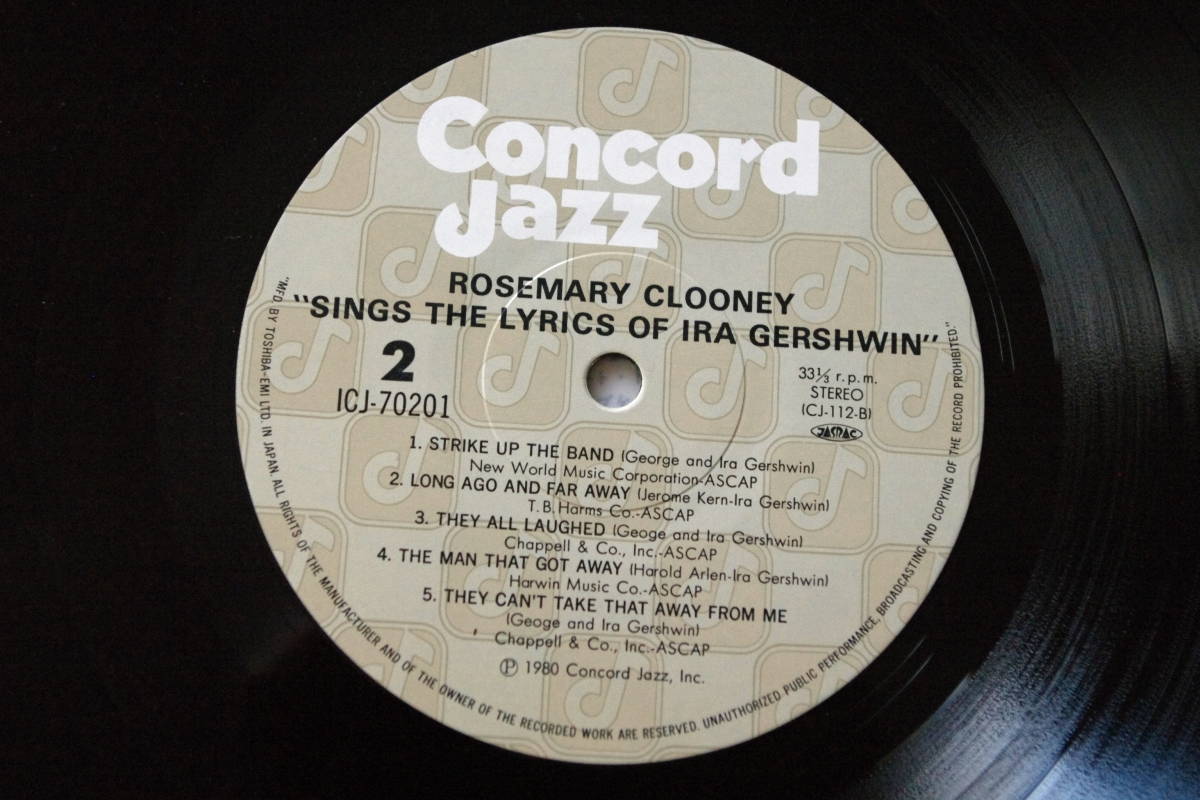 Concord
Jazz
ROSEMARY CLOONEY
"SINGS THE LYRICS OF IRA GERSHWIN"
2
ICJ-70201
33⅓ r.p.m.
STEREO
(CJ-112-B)
JASRAC
1. STRIKE UP THE BAND (George and Ira Gershwin)
New World Music Corporation-ASCAP
2. LONG AGO AND FAR AWAY (Jerome Kern-Ira Gershwin)
T. B. Harms Co.-ASCAP
3. THEY ALL LAUGHED (Geoge and Ira Gershwin)
Chappell & Co., Inc.-ASCAP
4. THE MAN THAT GOT AWAY (Harold Arlen-Ira Gershwin)
Harwin Music Co.-ASCAP
5. THEY CAN'T TAKE THAT AWAY FROM ME
(Geoge and Ira Gershwin)
Chappell & Co., Inc.-ASCAP
℗ 1980 Concord Jazz, Inc.
"MFD. BY TOSHIBA-EMI LTD. IN JAPAN. ALL RIGHTS OF THE MANUFACTURER AND OF THE OWNER OF THE RECORDED WORK ARE RESERVED. UNAUTHORIZED PUBLIC PERFORMANCE, BROADCASTING AND COPYING OF THE RECORD PROHIBITED."